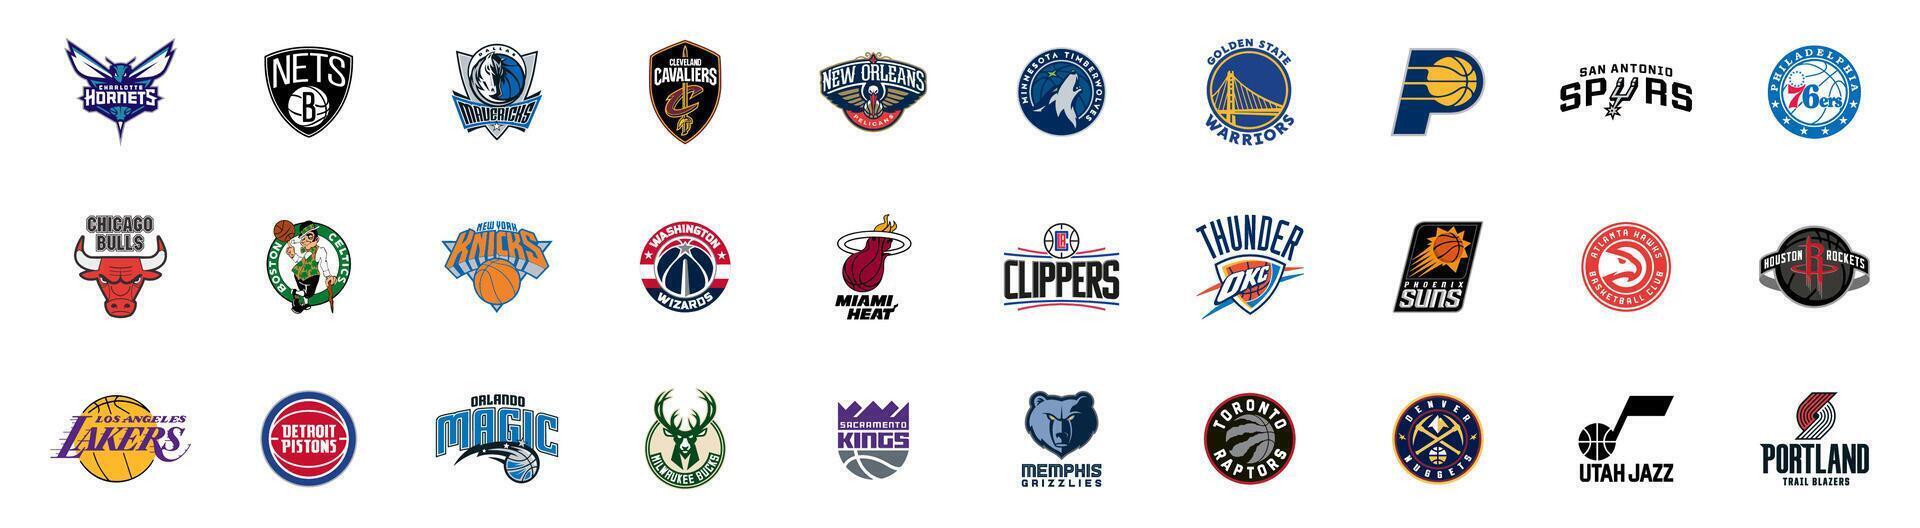 CHARLOTTE
HORNETS
NETS
B
DALLAS
MAVERICKS
CLEVELAND
CAVALIERS
C
NEW ORLEANS
PELICANS
MINNESOTA TIMBERWOLVES
GOLDEN STATE
WARRIORS
P
SAN ANTONIO
SPURS
PHILADELPHIA
76ers
CHICAGO
BULLS
BOSTON
CELTICS
NEW YORK
KNICKS
WASHINGTON
WIZARDS
MIAMI
HEAT
LAC
CLIPPERS
THUNDER
OKC
PHOENIX
SUNS
ATLANTA HAWKS
BASKETBALL CLUB
HOUSTON R ROCKETS
LOS ANGELES
LAKERS
DETROIT
PISTONS
ORLANDO
MAGIC
MILWAUKEE BUCKS
SACRAMENTO
KINGS
MEMPHIS
GRIZZLIES
TORONTO
RAPTORS
DENVER
NUGGETS
UTAH JAZZ
PORTLAND
TRAIL BLAZERS